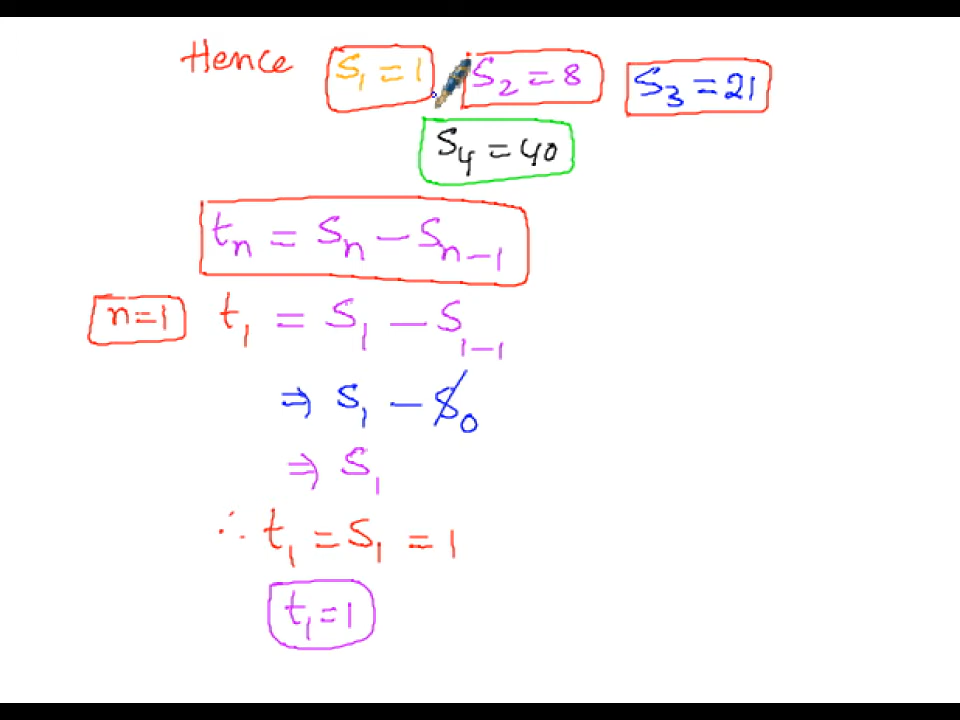 Hence S₁ = 1 S₂ = 8 S₃ = 21
S₄ = 40
tₙ = Sₙ − Sₙ₋₁
n=1 t₁ = S₁ − S₁₋₁
⇒ S₁ − S₀
⇒ S₁
∴ t₁ = S₁ = 1
t₁ = 1